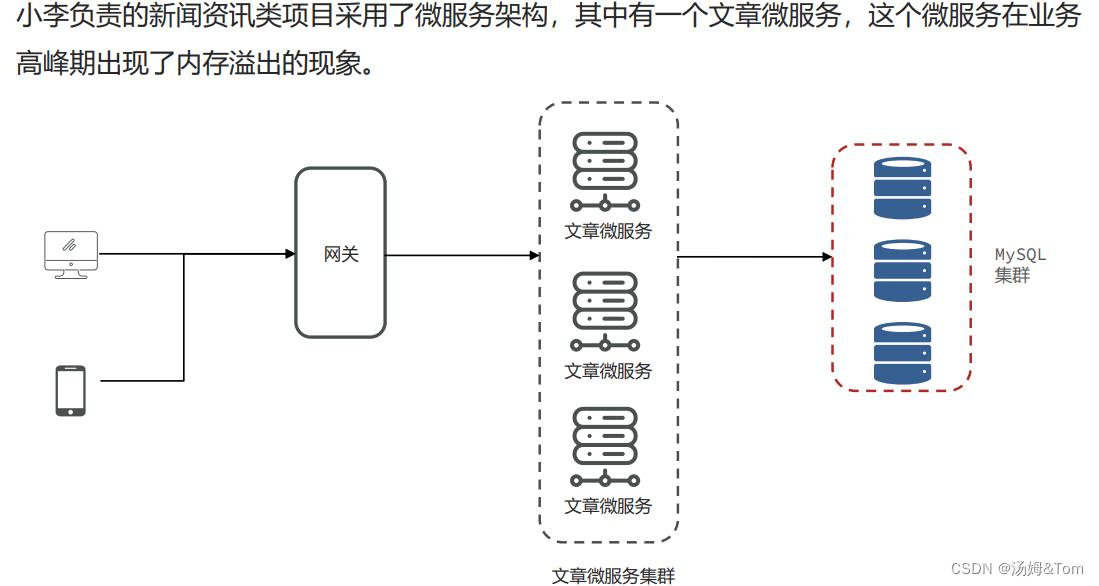 小李负责的新闻资讯类项目采用了微服务架构，其中有一个文章微服务，这个微服务在业务
高峰期出现了内存溢出的现象。
网关
文章微服务
文章微服务
文章微服务
文章微服务集群
MySQL
集群
CSDN @汤姆&Tom